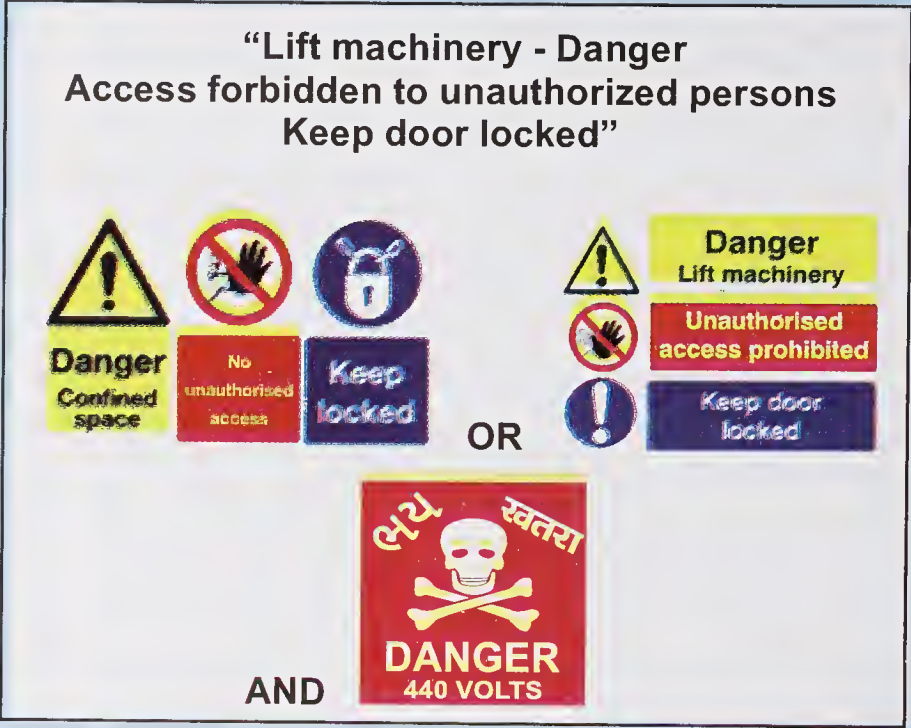 “Lift machinery - Danger
Access forbidden to unauthorized persons
Keep door locked”
Danger
Confined
space
No
unauthorised
access
Keep
locked
OR
Danger
Lift machinery
Unauthorised
access prohibited
Keep door
locked
AND
ભય
खतरा
DANGER
440 VOLTS